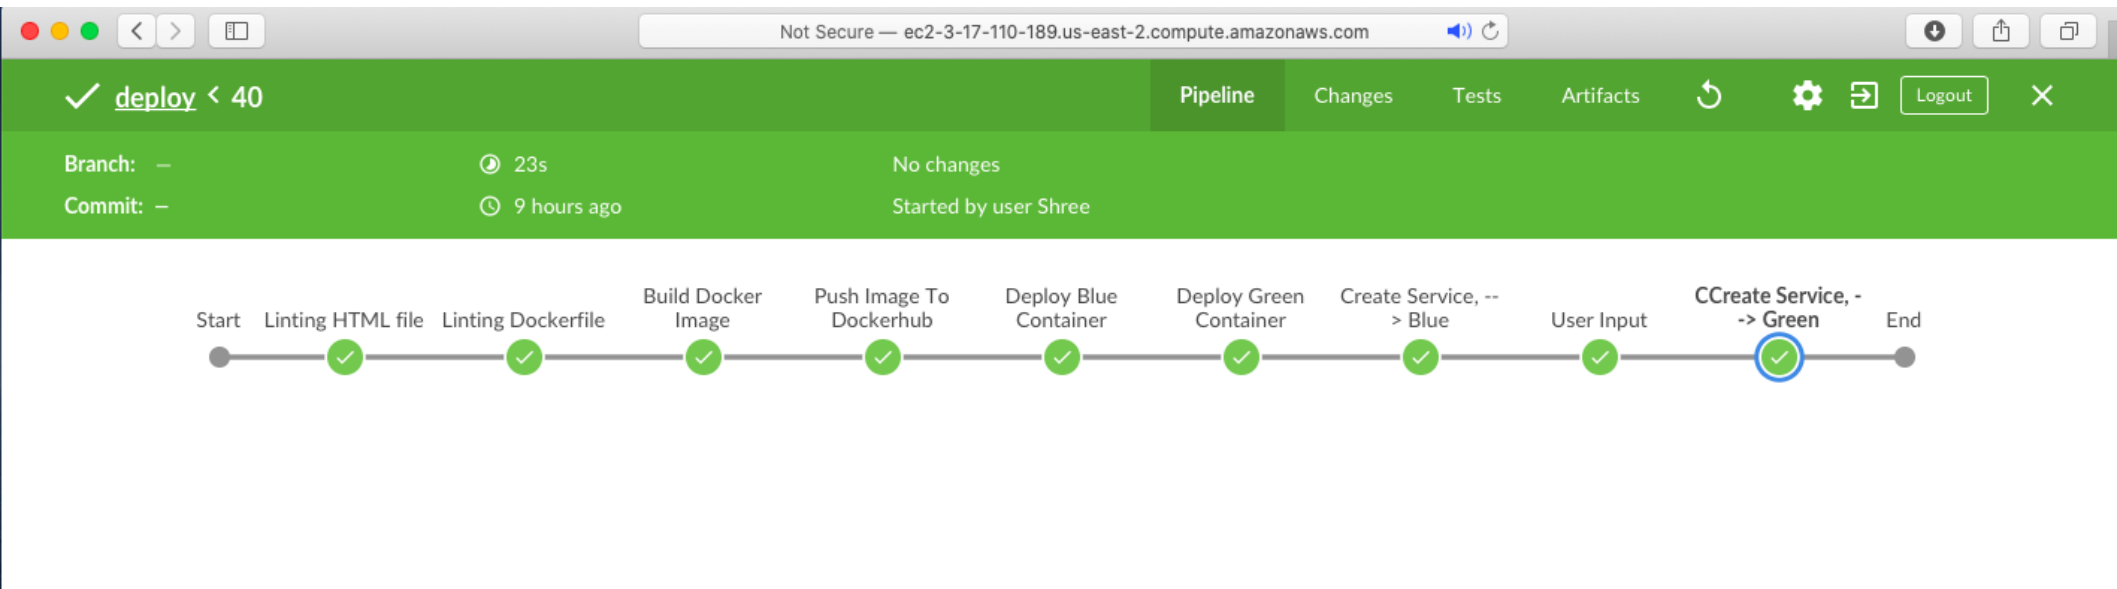 Not Secure — ec2-3-17-110-189.us-east-2.compute.amazonaws.com
deploy < 40
Pipeline
Changes
Tests
Artifacts
Logout
Branch: —
23s
No changes
Commit: —
9 hours ago
Started by user Shree
Start
Linting HTML file
Linting Dockerfile
Build Docker
Image
Push Image To
Dockerhub
Deploy Blue
Container
Deploy Green
Container
Create Service, --
> Blue
User Input
CCreate Service, -
-> Green
End